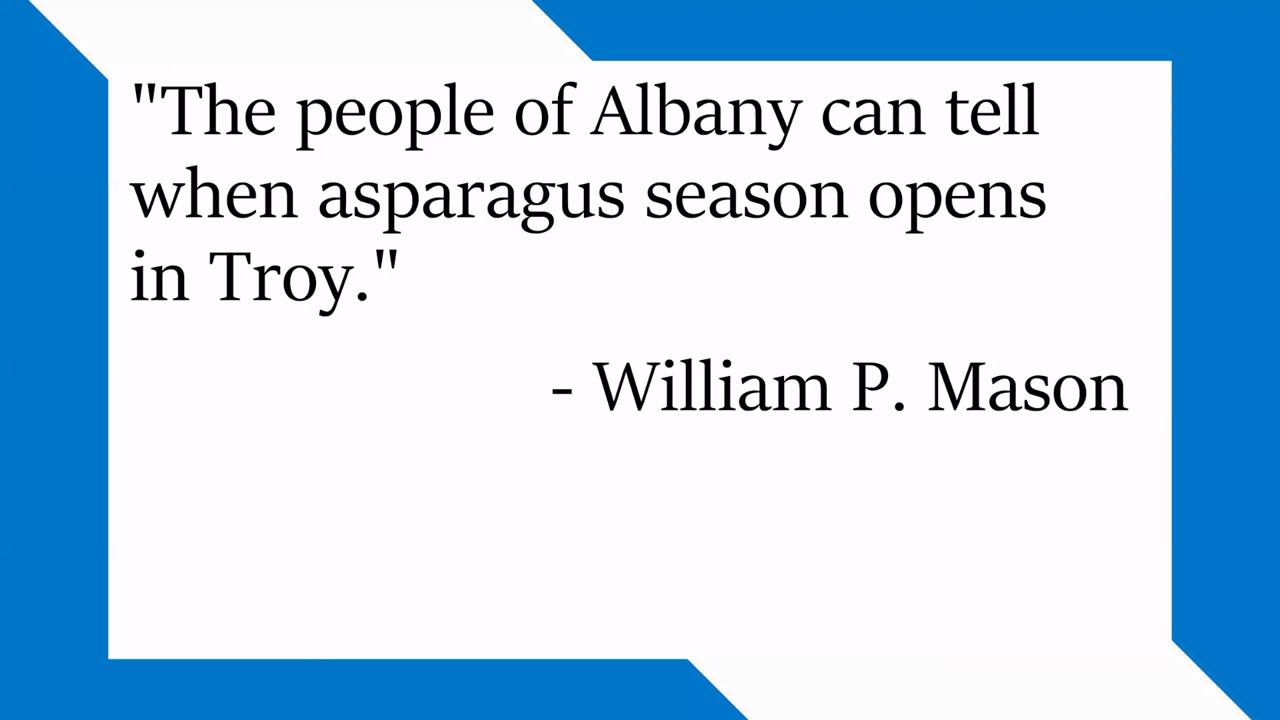 "The people of Albany can tell
when asparagus season opens
in Troy."
- William P. Mason